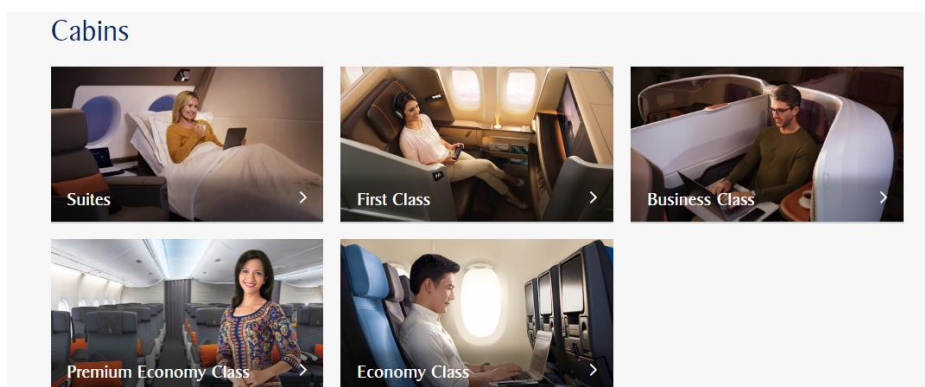 Cabins
Suites
First Class
Business Class
Premium Economy Class
Economy Class